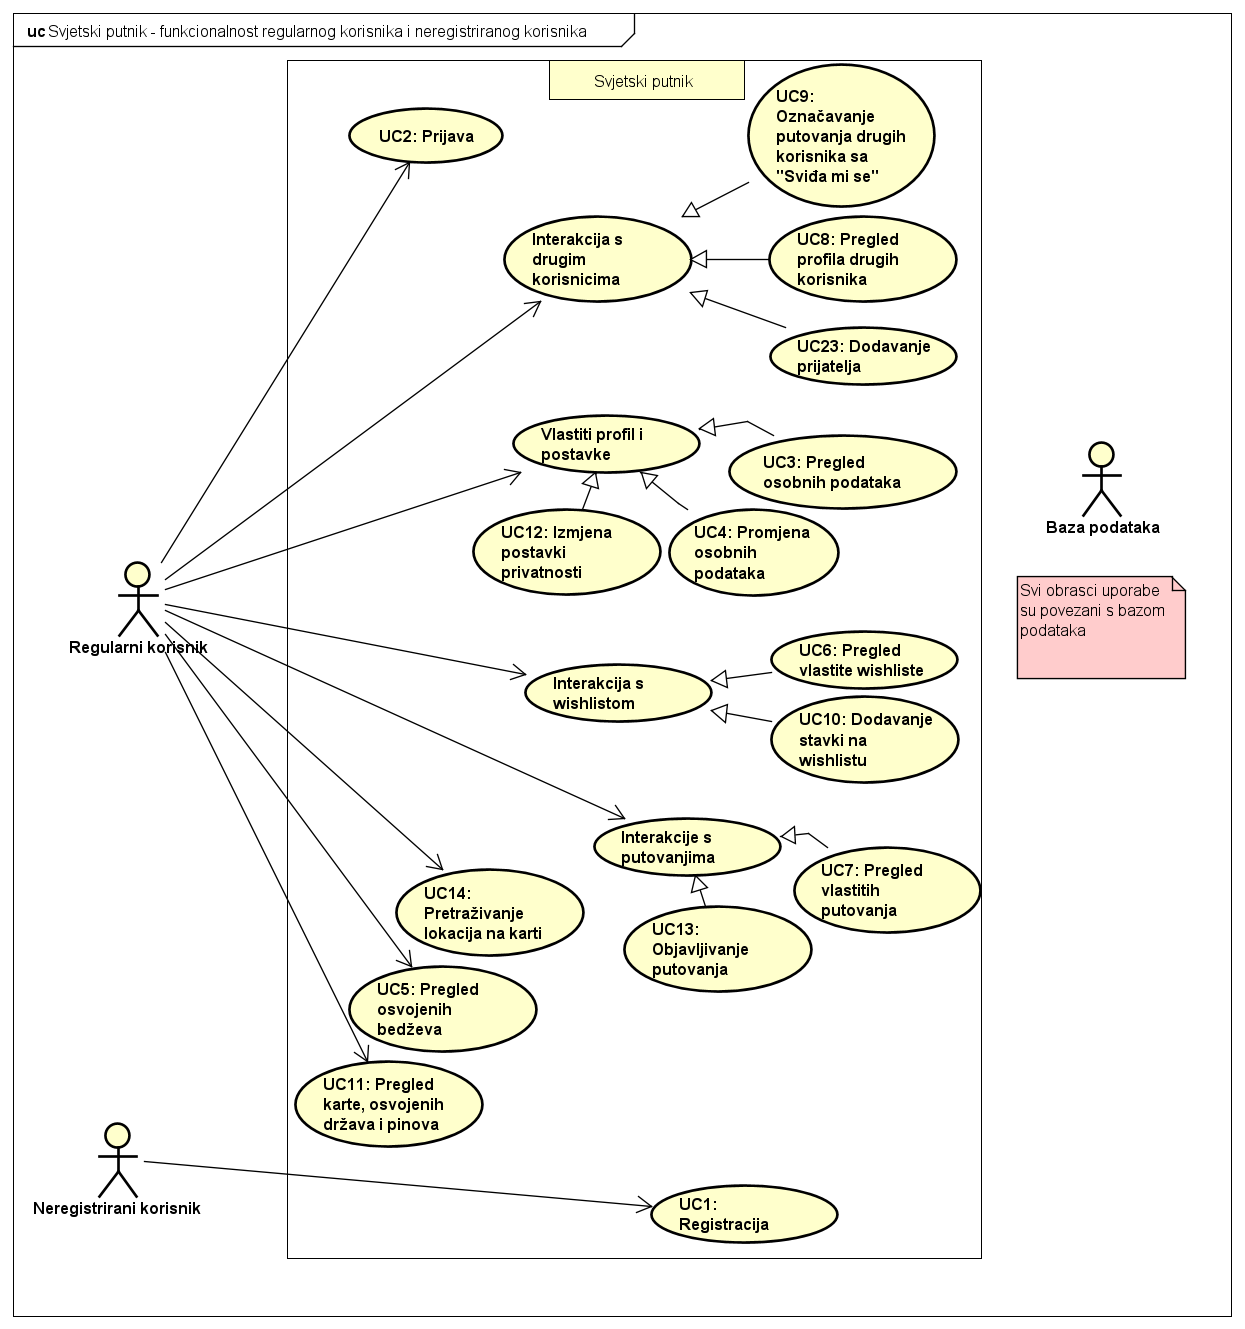 uc Svjetski putnik - funkcionalnost regularnog korisnika i neregistriranog korisnika
Svjetski putnik
UC9:
Označavanje
putovanja drugih
korisnika sa
"Sviđa mi se"
UC2: Prijava
Interakcija s
drugim
korisnicima
UC8: Pregled
profila drugih
korisnika
UC23: Dodavanje
prijatelja
Vlastiti profil i
postavke
UC3: Pregled
osobnih podataka
UC12: Izmjena
postavki
privatnosti
UC4: Promjena
osobnih
podataka
Baza podataka
Svi obrasci uporabe
su povezani s bazom
podataka
Regularni korisnik
Interakcija s
wishlistom
UC6: Pregled
vlastite wishliste
UC10: Dodavanje
stavki na
wishlistu
Interakcije s
putovanjima
UC7: Pregled
vlastitih
putovanja
UC14:
Pretraživanje
lokacija na karti
UC13:
Objavljivanje
putovanja
UC5: Pregled
osvojenih
bedževa
UC11: Pregled
karte, osvojenih
država i pinova
Neregistrirani korisnik
UC1:
Registracija